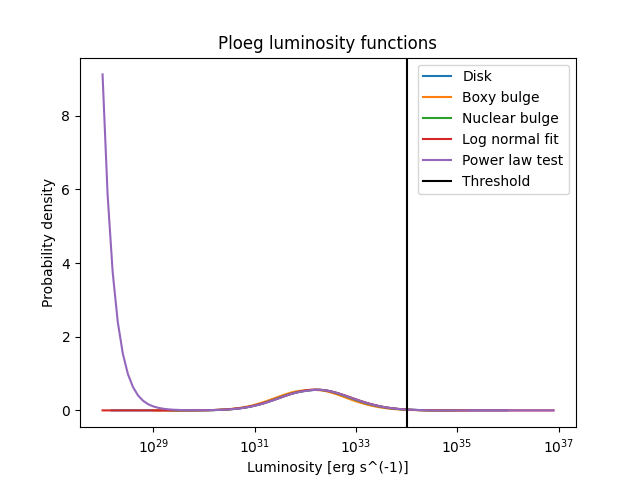 Ploeg luminosity functions
Disk
Boxy bulge
Nuclear bulge
Log normal fit
Power law test
Threshold
Probability density
8
6
4
2
0
10^29
10^31
10^33
10^35
10^37
Luminosity [erg s^(-1)]